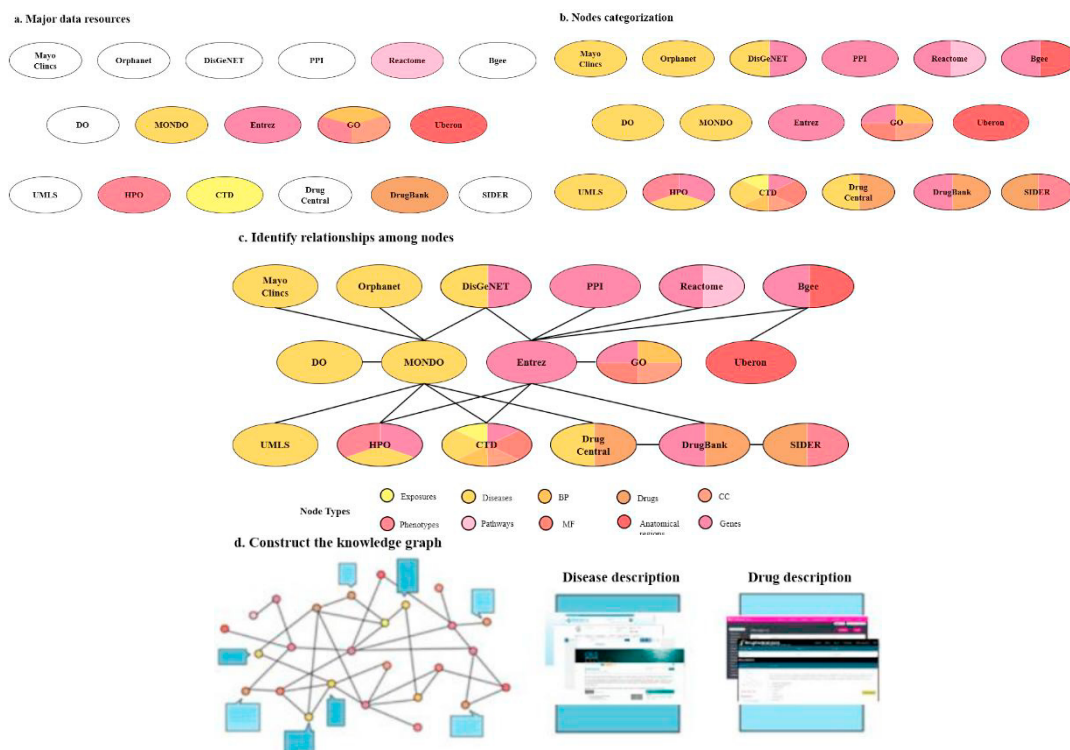 a. Major data resources
Mayo
Clincs
Orphanet
DisGeNET
PPI
Reactome
Bgee
DO
MONDO
Entrez
GO
Uberon
UMLS
HPO
CTD
Drug
Central
DrugBank
SIDER
b. Nodes categorization
Mayo
Clincs
Orphanet
DisGeNET
PPI
Reactome
Bgee
DO
MONDO
Entrez
GO
Uberon
UMLS
HPO
CTD
Drug
Central
DrugBank
SIDER
c. Identify relationships among nodes
Mayo
Clincs
Orphanet
DisGeNET
PPI
Reactome
Bgee
DO
MONDO
Entrez
GO
Uberon
UMLS
HPO
CTD
Drug
Central
DrugBank
SIDER
Node Types
Exposures
Diseases
BP
Drugs
CC
Phenotypes
Pathways
MF
Anatomical
regions
Genes
d. Construct the knowledge graph
Disease description
Drug description